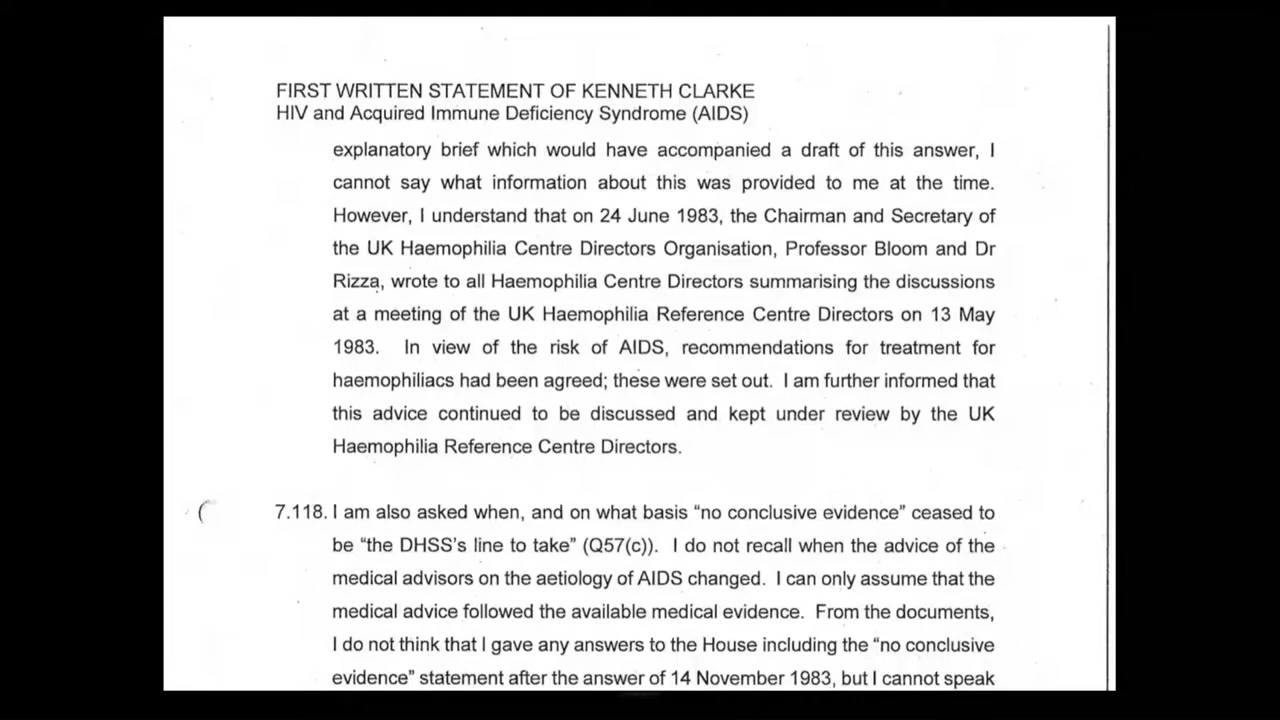 FIRST WRITTEN STATEMENT OF KENNETH CLARKE
HIV and Acquired Immune Deficiency Syndrome (AIDS)
explanatory brief which would have accompanied a draft of this answer, I
cannot say what information about this was provided to me at the time.
However, I understand that on 24 June 1983, the Chairman and Secretary of
the UK Haemophilia Centre Directors Organisation, Professor Bloom and Dr
Rizza, wrote to all Haemophilia Centre Directors summarising the discussions
at a meeting of the UK Haemophilia Reference Centre Directors on 13 May
1983. In view of the risk of AIDS, recommendations for treatment for
haemophiliacs had been agreed; these were set out. I am further informed that
this advice continued to be discussed and kept under review by the UK
Haemophilia Reference Centre Directors.
7.118. I am also asked when, and on what basis “no conclusive evidence” ceased to
be “the DHSS’s line to take” (Q57(c)). I do not recall when the advice of the
medical advisors on the aetiology of AIDS changed. I can only assume that the
medical advice followed the available medical evidence. From the documents,
I do not think that I gave any answers to the House including the “no conclusive
evidence” statement after the answer of 14 November 1983, but I cannot speak